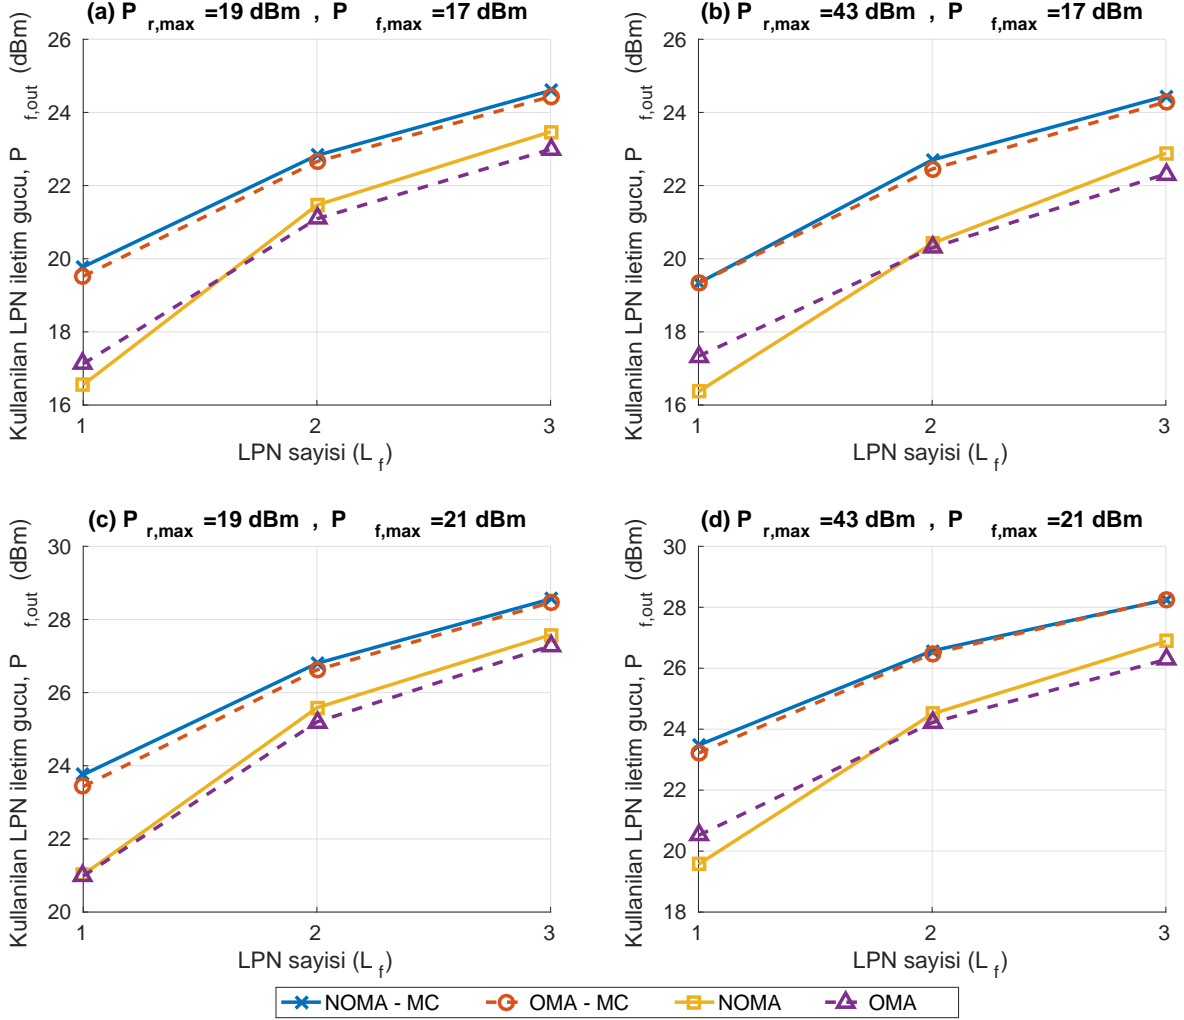 (a) P r,max =19 dBm , P f,max =17 dBm
Kullanilan LPN iletim gucu, P f,out (dBm)
26
24
22
20
18
16
1 2 3
LPN sayisi (L f)
(b) P r,max =43 dBm , P f,max =17 dBm
Kullanilan LPN iletim gucu, P f,out (dBm)
26
24
22
20
18
16
1 2 3
LPN sayisi (L f)
(c) P r,max =19 dBm , P f,max =21 dBm
Kullanilan LPN iletim gucu, P f,out (dBm)
30
28
26
24
22
20
1 2 3
LPN sayisi (L f)
(d) P r,max =43 dBm , P f,max =21 dBm
Kullanilan LPN iletim gucu, P f,out (dBm)
30
28
26
24
22
20
18
1 2 3
LPN sayisi (L f)
NOMA - MC OMA - MC NOMA OMA